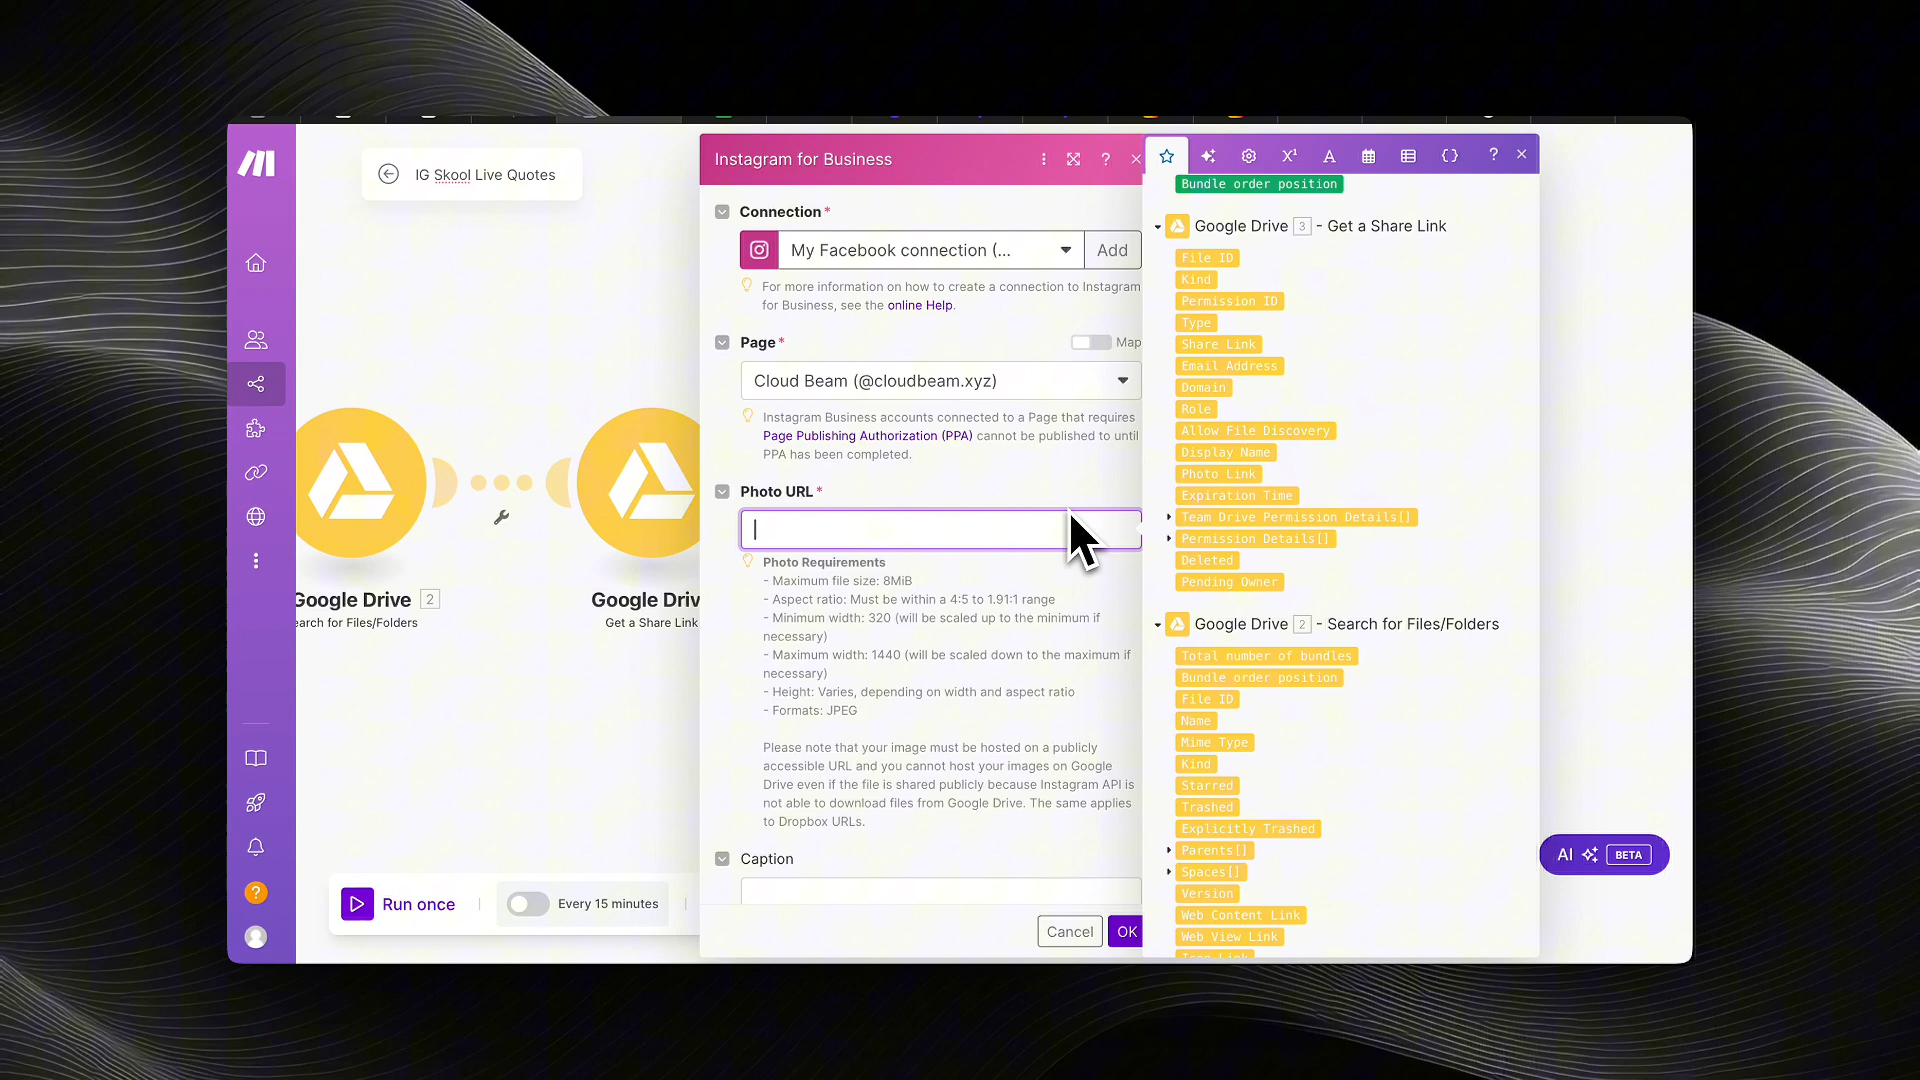 IG Skool Live Quotes
Google Drive 2
earch for Files/Folders
Google Driv
Get a Share Link
Run once
Every 15 minutes
Instagram for Business
?
Connection*
My Facebook connection (...
Add
For more information on how to create a connection to Instagram
for Business, see the online Help.
Page*
Map
Cloud Beam (@cloudbeam.xyz)
Instagram Business accounts connected to a Page that requires
Page Publishing Authorization (PPA) cannot be published to until
PPA has been completed.
Photo URL*
Photo Requirements
- Maximum file size: 8MiB
- Aspect ratio: Must be within a 4:5 to 1.91:1 range
- Minimum width: 320 (will be scaled up to the minimum if
necessary)
- Maximum width: 1440 (will be scaled down to the maximum if
necessary)
- Height: Varies, depending on width and aspect ratio
- Formats: JPEG
Please note that your image must be hosted on a publicly
accessible URL and you cannot host your images on Google
Drive even if the file is shared publicly because Instagram API is
not able to download files from Google Drive. The same applies
to Dropbox URLs.
Caption
Cancel
OK
X¹ A { } ?
Bundle order position
Google Drive 3 - Get a Share Link
File ID
Kind
Permission ID
Type
Share Link
Email Address
Domain
Role
Allow File Discovery
Display Name
Photo Link
Expiration Time
Team Drive Permission Details[]
Permission Details[]
Deleted
Pending Owner
Google Drive 2 - Search for Files/Folders
Total number of bundles
Bundle order position
File ID
Name
Mime Type
Kind
Starred
Trashed
Explicitly Trashed
Parents[]
Spaces[]
Version
Web Content Link
Web View Link
AI BETA
?